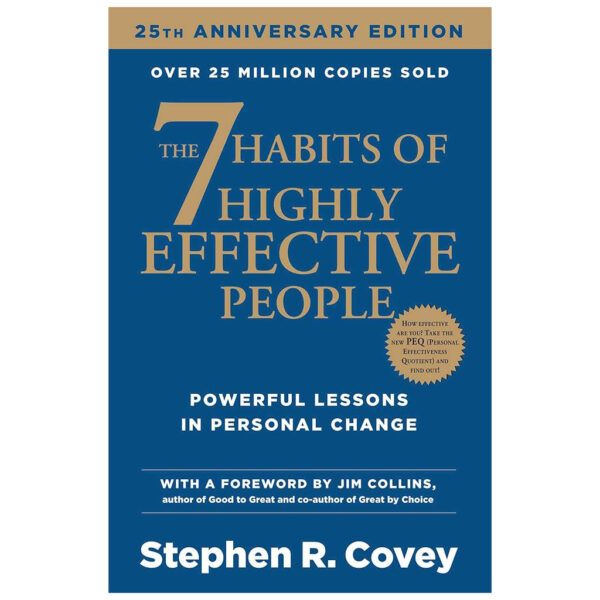 25TH ANNIVERSARY EDITION
OVER 25 MILLION COPIES SOLD
THE 7 HABITS OF
HIGHLY
EFFECTIVE
PEOPLE
HOW EFFECTIVE
ARE YOU? TAKE THE
NEW PEQ (PERSONAL
EFFECTIVENESS
QUOTIENT) AND
FIND OUT!
POWERFUL LESSONS
IN PERSONAL CHANGE
WITH A FOREWORD BY JIM COLLINS,
author of Good to Great and co-author of Great by Choice
Stephen R. Covey